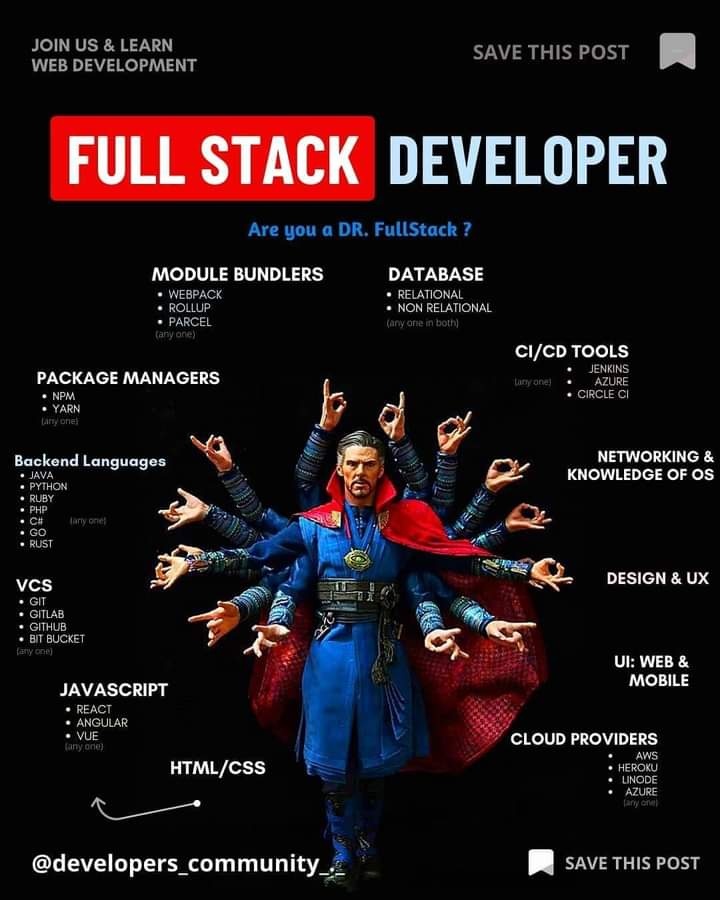 JOIN US & LEARN
WEB DEVELOPMENT
SAVE THIS POST
FULL STACK DEVELOPER
Are you a DR. FullStack ?
MODULE BUNDLERS
• WEBPACK
• ROLLUP
• PARCEL
(any one)
DATABASE
• RELATIONAL
• NON RELATIONAL
(any one in both)
CI/CD TOOLS
• JENKINS
(any one) • AZURE
• CIRCLE CI
PACKAGE MANAGERS
• NPM
• YARN
(any one)
NETWORKING &
KNOWLEDGE OF OS
Backend Languages
• JAVA
• PYTHON
• RUBY
• PHP
• C# (any one)
• GO
• RUST
DESIGN & UX
VCS
• GIT
• GITLAB
• GITHUB
• BIT BUCKET
(any one)
UI: WEB &
MOBILE
JAVASCRIPT
• REACT
• ANGULAR
• VUE
(any one)
CLOUD PROVIDERS
• AWS
• HEROKU
• LINODE
• AZURE
(any one)
HTML/CSS
@developers_community__
SAVE THIS POST